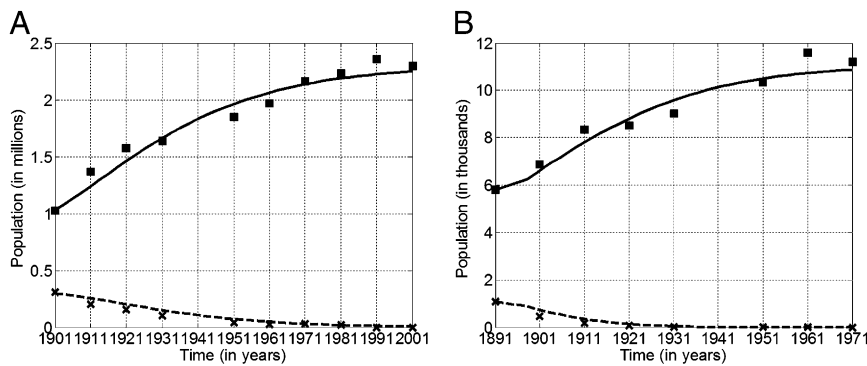 A
Population (in millions)
2.5
2
1.5
1
0.5
0
1901 1911 1921 1931 1941 1951 1961 1971 1981 1991 2001
Time (in years)
B
Population (in thousands)
12
10
8
6
4
2
0
1891 1901 1911 1921 1931 1941 1951 1961 1971
Time (in years)